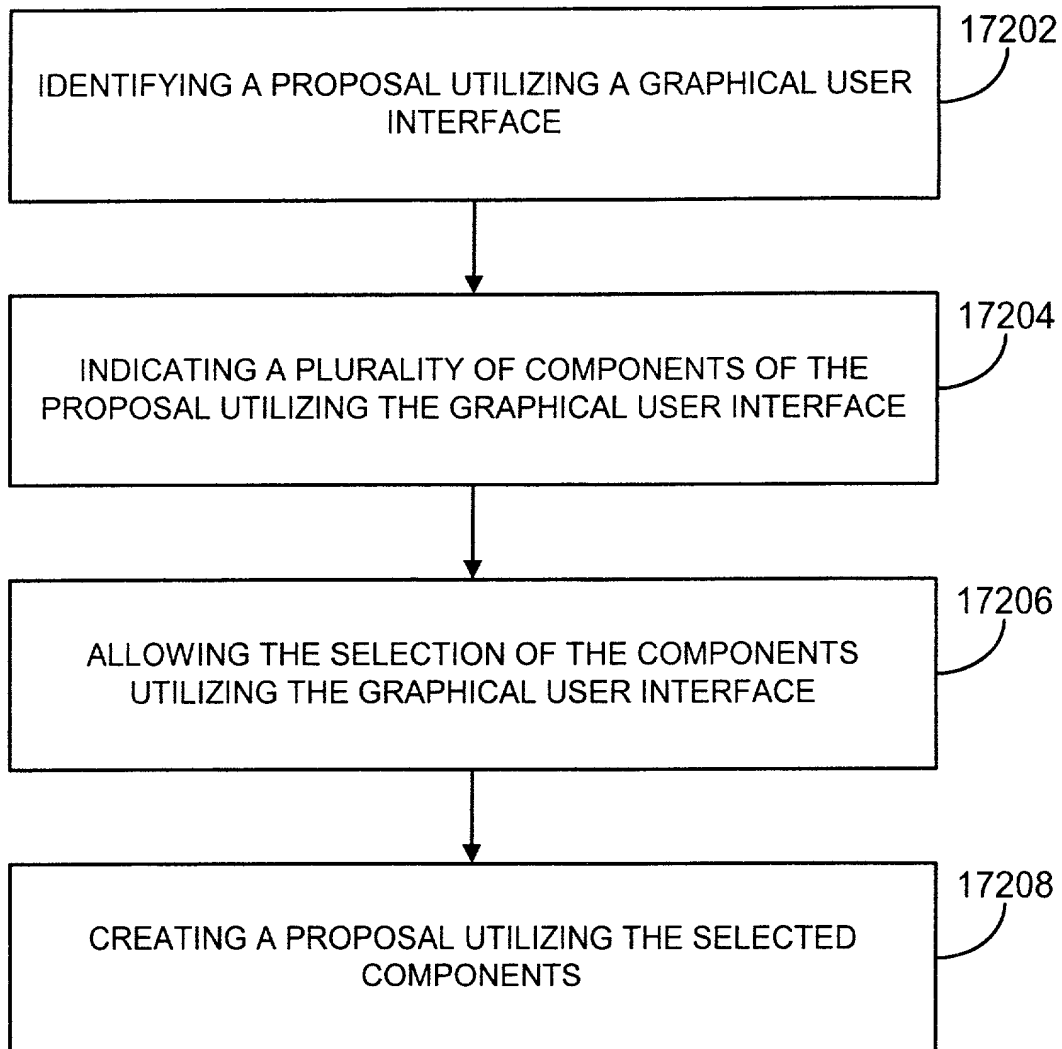 17202
IDENTIFYING A PROPOSAL UTILIZING A GRAPHICAL USER
INTERFACE
17204
INDICATING A PLURALITY OF COMPONENTS OF THE
PROPOSAL UTILIZING THE GRAPHICAL USER INTERFACE
17206
ALLOWING THE SELECTION OF THE COMPONENTS
UTILIZING THE GRAPHICAL USER INTERFACE
17208
CREATING A PROPOSAL UTILIZING THE SELECTED
COMPONENTS